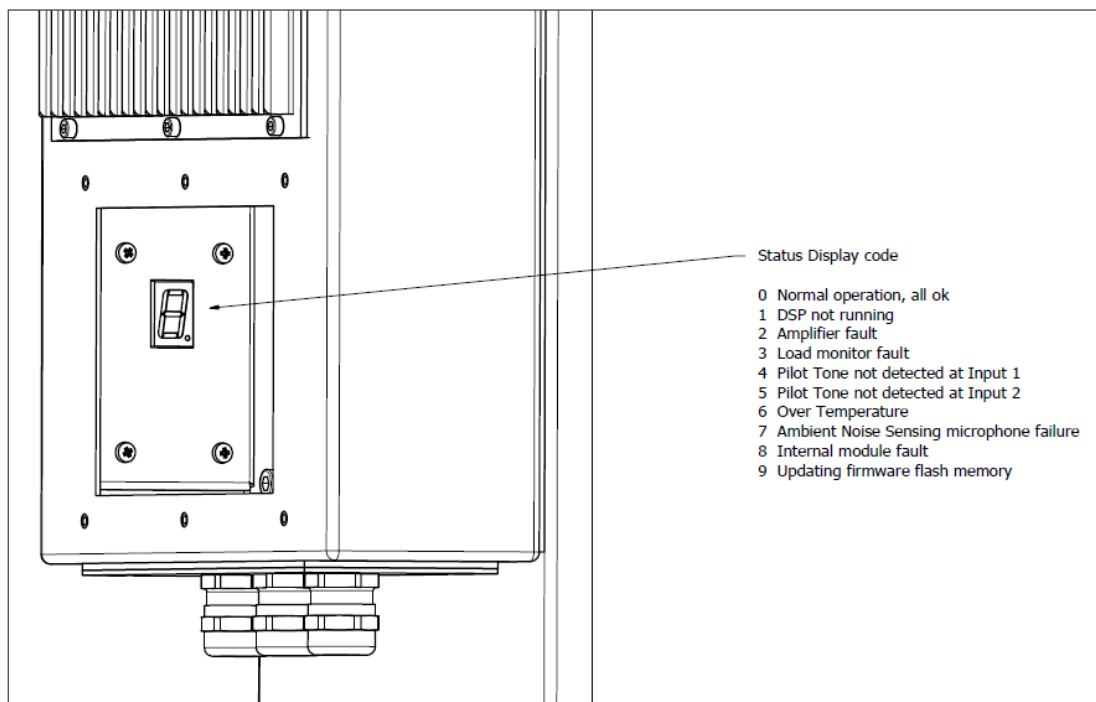 Status Display code
0 Normal operation, all ok
1 DSP not running
2 Amplifier fault
3 Load monitor fault
4 Pilot Tone not detected at Input 1
5 Pilot Tone not detected at Input 2
6 Over Temperature
7 Ambient Noise Sensing microphone failure
8 Internal module fault
9 Updating firmware flash memory